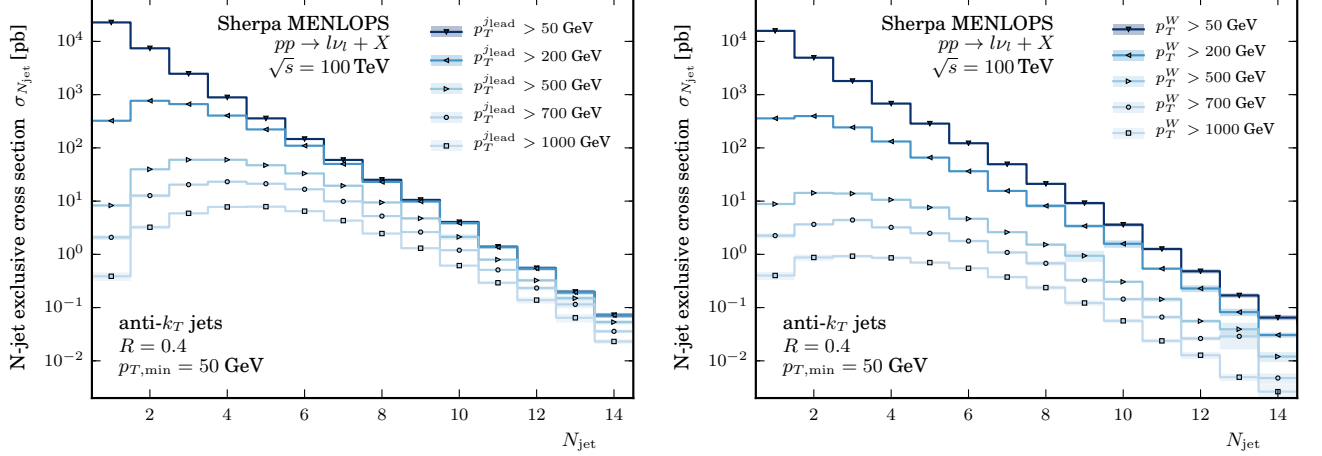 N-jet exclusive cross section σ_{N_jet} [pb]
10^4
10^3
10^2
10^1
10^0
10^{−1}
10^{−2}
Sherpa MENLOPS
pp → lν_l + X
√s = 100 TeV
p_T^{j_lead} > 50 GeV
p_T^{j_lead} > 200 GeV
p_T^{j_lead} > 500 GeV
p_T^{j_lead} > 700 GeV
p_T^{j_lead} > 1000 GeV
anti-k_T jets
R = 0.4
p_{T,min} = 50 GeV
2 4 6 8 10 12 14
N_jet
N-jet exclusive cross section σ_{N_jet} [pb]
10^4
10^3
10^2
10^1
10^0
10^{−1}
10^{−2}
Sherpa MENLOPS
pp → lν_l + X
√s = 100 TeV
p_T^W > 50 GeV
p_T^W > 200 GeV
p_T^W > 500 GeV
p_T^W > 700 GeV
p_T^W > 1000 GeV
anti-k_T jets
R = 0.4
p_{T,min} = 50 GeV
2 4 6 8 10 12 14
N_jet